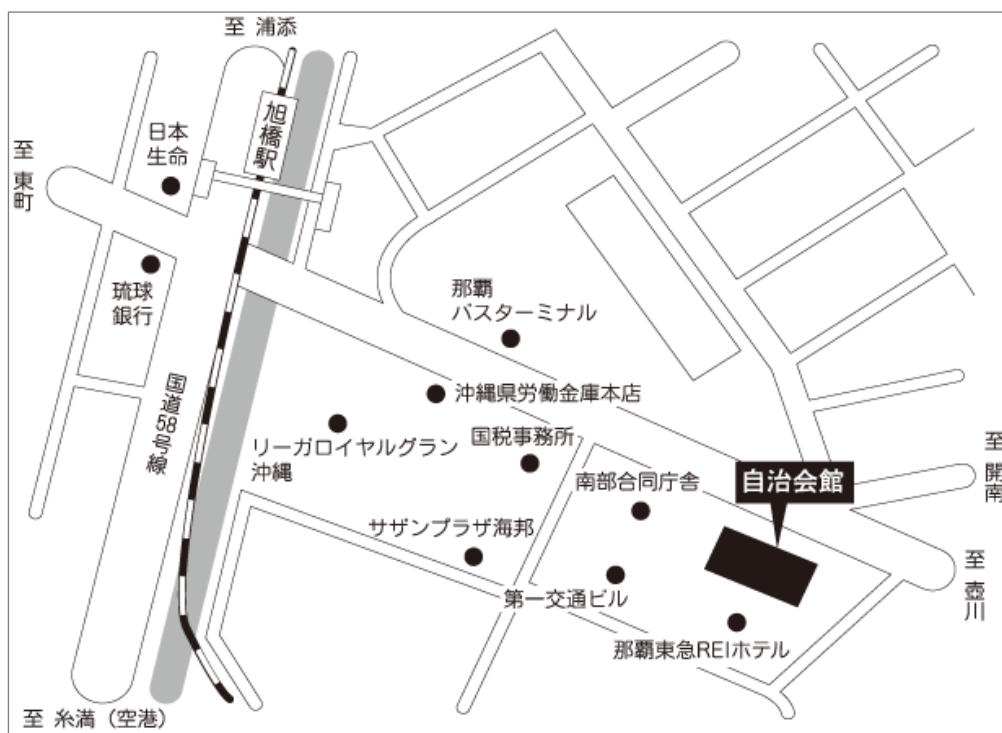 至 浦添
旭橋駅
日本
生命
至 東町
琉球
銀行
国道58号線
那覇
バスターミナル
沖縄県労働金庫本店
リーガロイヤルグラン
沖縄
国税事務所
南部合同庁舎
自治会館
至 開南
サザンプラザ海邦
第一交通ビル
至 壺川
那覇東急REIホテル
至 糸満（空港）